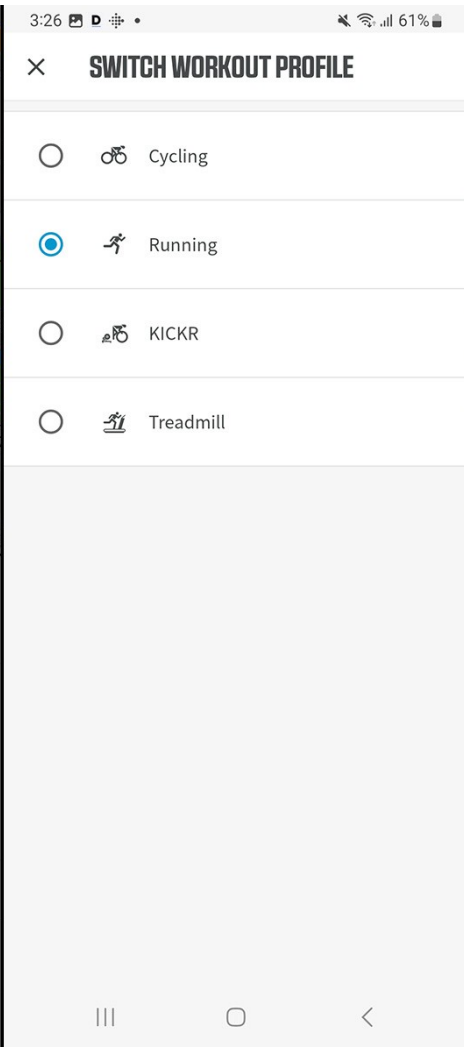 3:26 D 61%
SWITCH WORKOUT PROFILE
Cycling
Running
KICKR
Treadmill